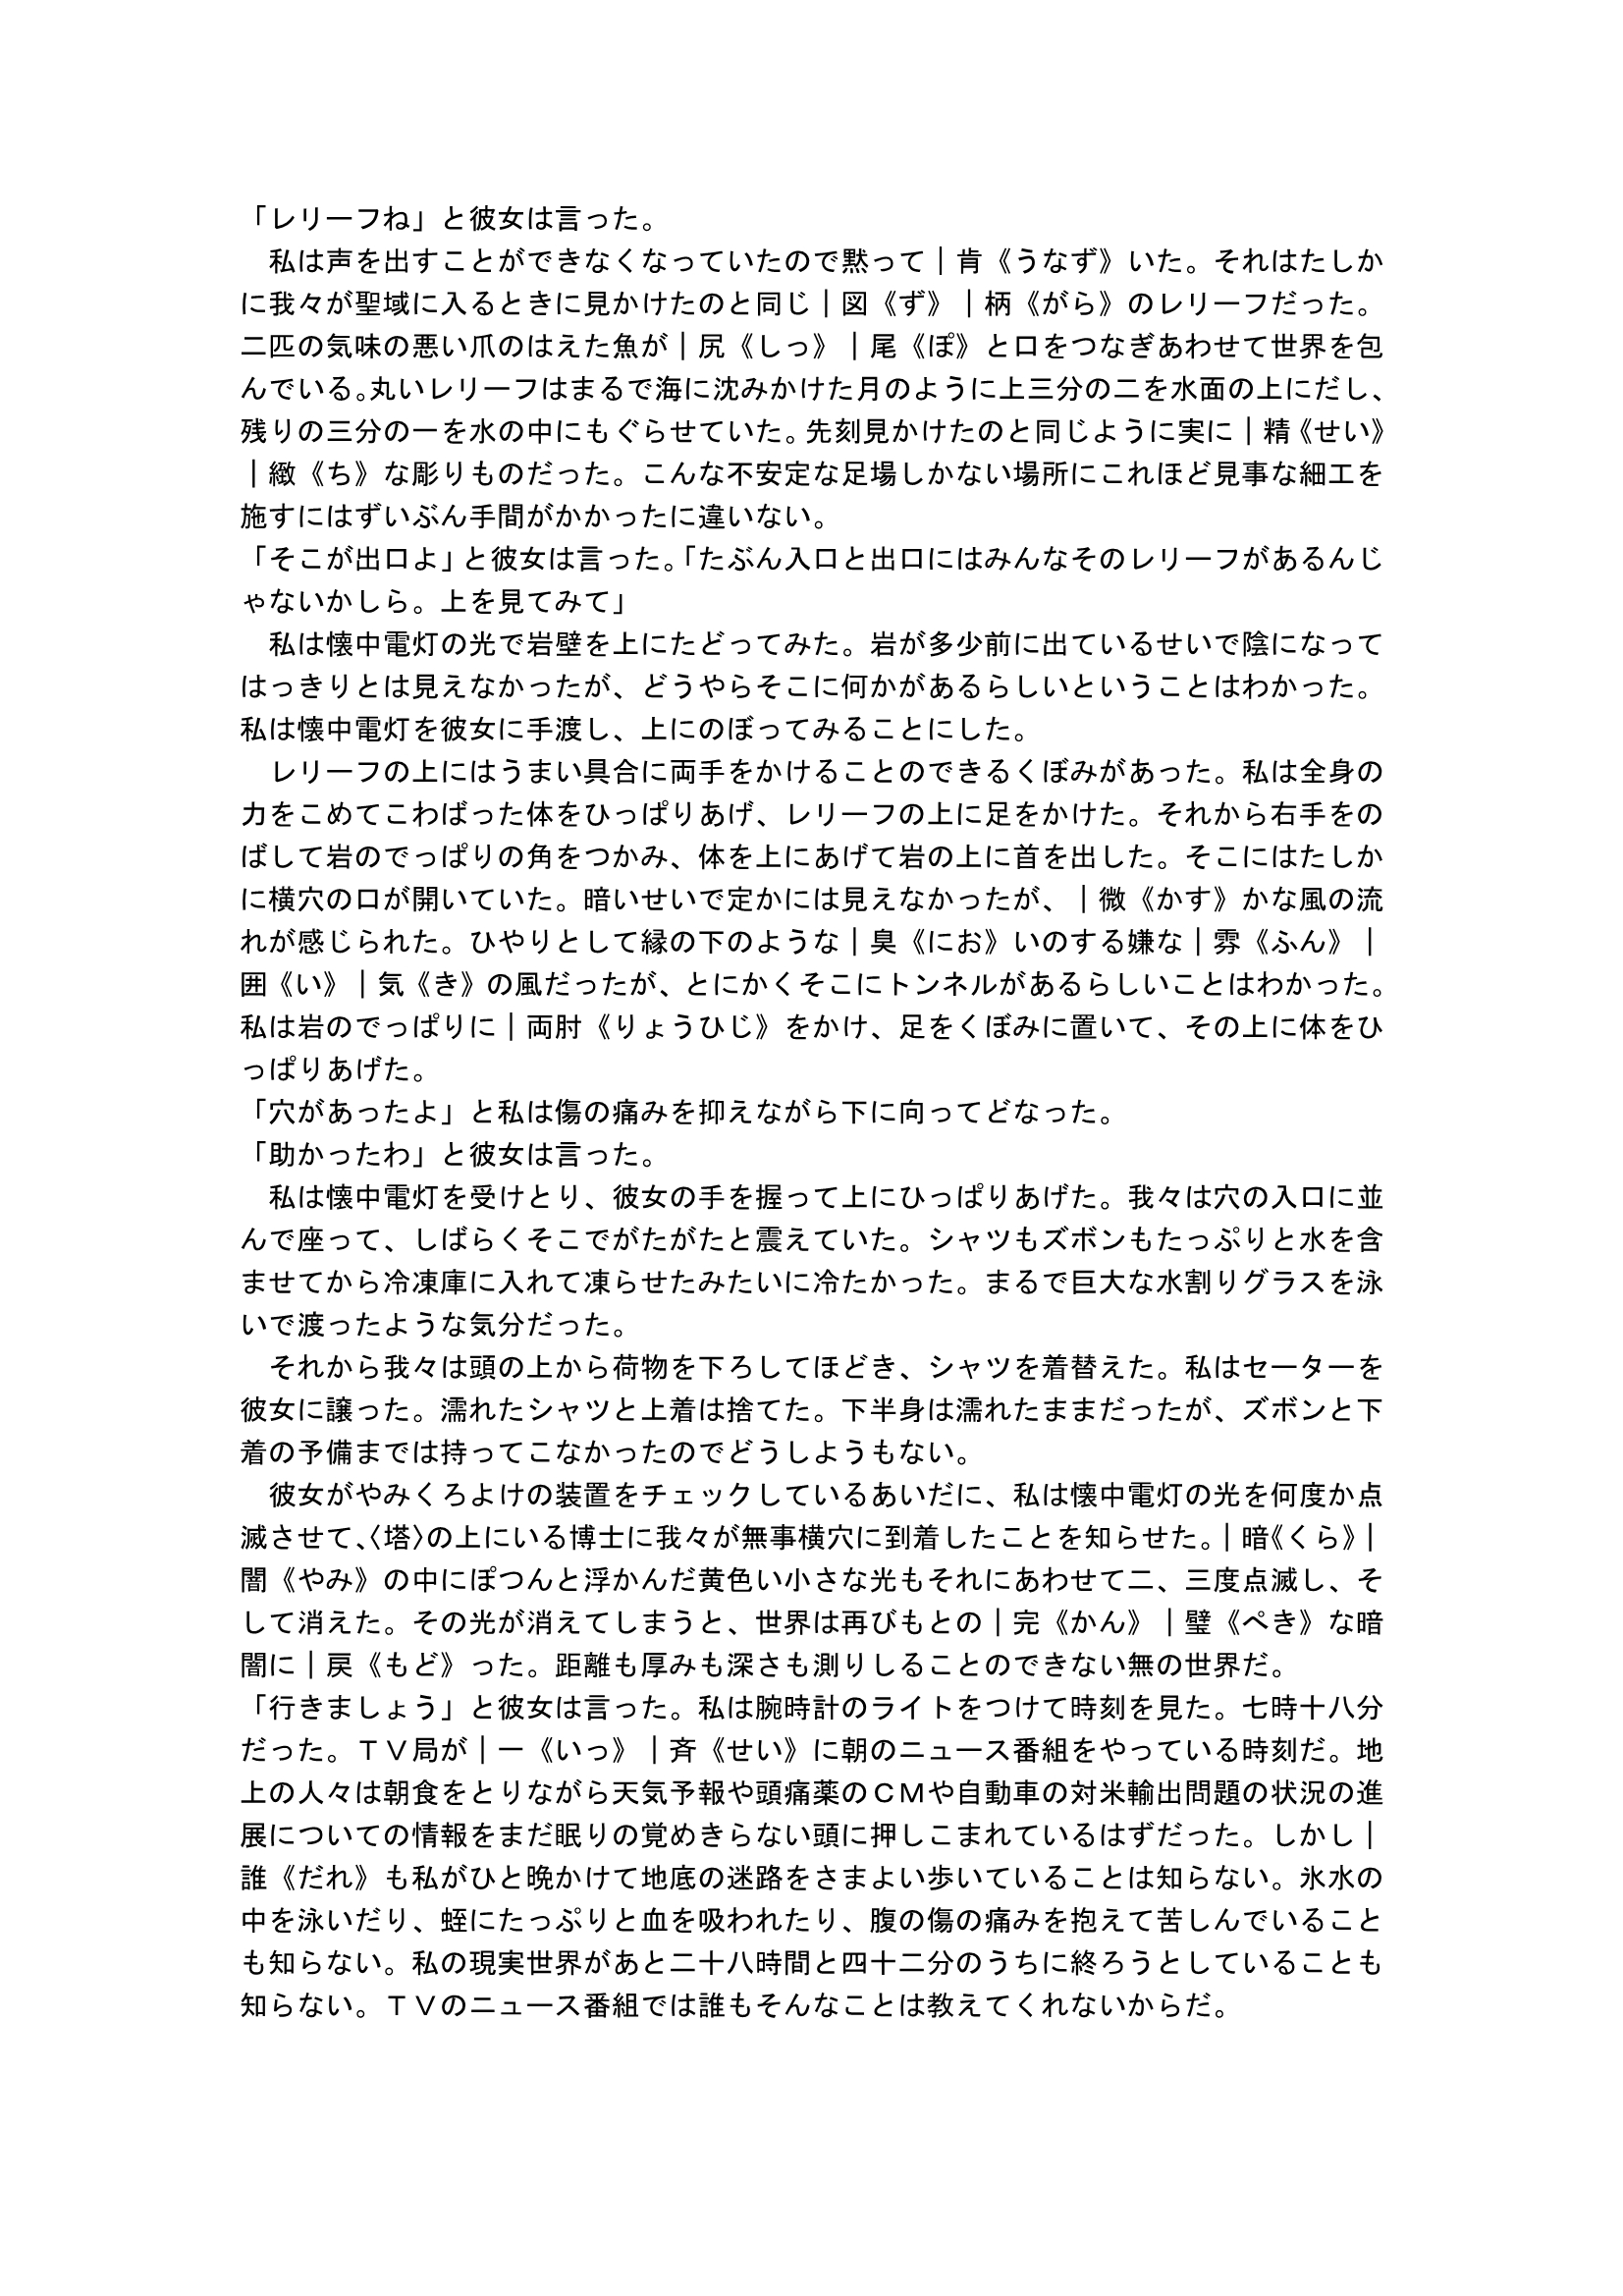 「レリーフね」と彼女は言った。
　私は声を出すことができなくなっていたので黙って｜肯《うなず》いた。それはたしか
に我々が聖域に入るときに見かけたのと同じ｜図《ず》｜柄《がら》のレリーフだった。
二匹の気味の悪い爪のはえた魚が｜尻《しっ》｜尾《ぽ》と口をつなぎあわせて世界を包
んでいる。丸いレリーフはまるで海に沈みかけた月のように上三分の二を水面の上にだし、
残りの三分の一を水の中にもぐらせていた。先刻見かけたのと同じように実に｜精《せい》
｜緻《ち》な彫りものだった。こんな不安定な足場しかない場所にこれほど見事な細工を
施すにはずいぶん手間がかかったに違いない。
「そこが出口よ」と彼女は言った。「たぶん入口と出口にはみんなそのレリーフがあるんじ
ゃないかしら。上を見てみて」
　私は懐中電灯の光で岩壁を上にたどってみた。岩が多少前に出ているせいで陰になって
はっきりとは見えなかったが、どうやらそこに何かがあるらしいということはわかった。
私は懐中電灯を彼女に手渡し、上にのぼってみることにした。
　レリーフの上にはうまい具合に両手をかけることのできるくぼみがあった。私は全身の
力をこめてこわばった体をひっぱりあげ、レリーフの上に足をかけた。それから右手をの
ばして岩のでっぱりの角をつかみ、体を上にあげて岩の上に首を出した。そこにはたしか
に横穴の口が開いていた。暗いせいで定かには見えなかったが、｜微《かす》かな風の流
れが感じられた。ひやりとして縁の下のような｜臭《にお》いのする嫌な｜雰《ふん》｜
囲《い》｜気《き》の風だったが、とにかくそこにトンネルがあるらしいことはわかった。
私は岩のでっぱりに｜両肘《りょうひじ》をかけ、足をくぼみに置いて、その上に体をひ
っぱりあげた。
「穴があったよ」と私は傷の痛みを抑えながら下に向ってどなった。
「助かったわ」と彼女は言った。
　私は懐中電灯を受けとり、彼女の手を握って上にひっぱりあげた。我々は穴の入口に並
んで座って、しばらくそこでがたがたと震えていた。シャツもズボンもたっぷりと水を含
ませてから冷凍庫に入れて凍らせたみたいに冷たかった。まるで巨大な水割りグラスを泳
いで渡ったような気分だった。
　それから我々は頭の上から荷物を下ろしてほどき、シャツを着替えた。私はセーターを
彼女に譲った。濡れたシャツと上着は捨てた。下半身は濡れたままだったが、ズボンと下
着の予備までは持ってこなかったのでどうしようもない。
　彼女がやみくろよけの装置をチェックしているあいだに、私は懐中電灯の光を何度か点
滅させて、〈塔〉の上にいる博士に我々が無事横穴に到着したことを知らせた。｜暗《くら》｜
闇《やみ》の中にぽつんと浮かんだ黄色い小さな光もそれにあわせて二、三度点滅し、そ
して消えた。その光が消えてしまうと、世界は再びもとの｜完《かん》｜璧《ぺき》な暗
闇に｜戻《もど》った。距離も厚みも深さも測りしることのできない無の世界だ。
「行きましょう」と彼女は言った。私は腕時計のライトをつけて時刻を見た。七時十八分
だった。ＴＶ局が｜一《いっ》｜斉《せい》に朝のニュース番組をやっている時刻だ。地
上の人々は朝食をとりながら天気予報や頭痛薬のＣＭや自動車の対米輸出問題の状況の進
展についての情報をまだ眠りの覚めきらない頭に押しこまれているはずだった。しかし｜
誰《だれ》も私がひと晩かけて地底の迷路をさまよい歩いていることは知らない。氷水の
中を泳いだり、蛭にたっぷりと血を吸われたり、腹の傷の痛みを抱えて苦しんでいること
も知らない。私の現実世界があと二十八時間と四十二分のうちに終ろうとしていることも
知らない。ＴＶのニュース番組では誰もそんなことは教えてくれないからだ。